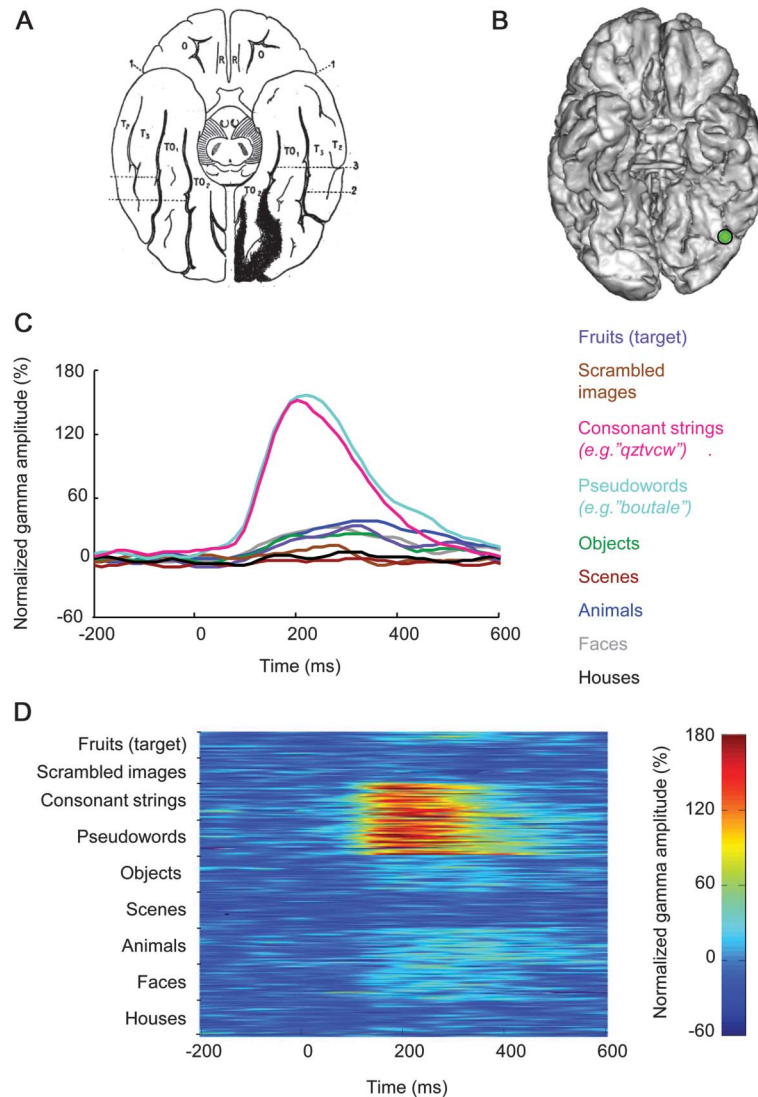 A
B
O
R
R
O
1
1
T₂
T₃
TO₁
TO₁
T₃
T₂
3
TO₂
TO₂
2
C
Normalized gamma amplitude (%)
180
120
60
0
-60
-200
0
200
400
600
Time (ms)
Fruits (target)
Scrambled
images
Consonant strings
(e.g."qztvcw") .
Pseudowords
(e.g."boutale")
Objects
Scenes
Animals
Faces
Houses
D
Fruits (target)
Scrambled images
Consonant strings
Pseudowords
Objects
Scenes
Animals
Faces
Houses
-200
0
200
400
600
Time (ms)
Normalized gamma amplitude (%)
180
120
60
0
-60